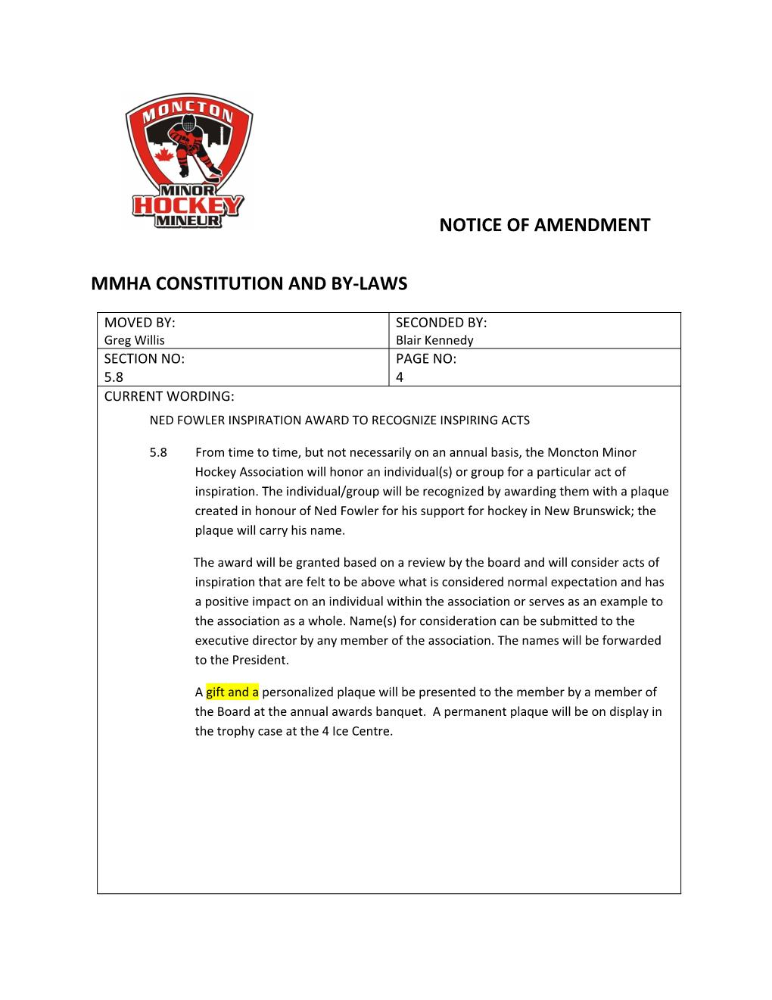 MONCTON
MINOR
HOCKEY
MINEUR
NOTICE OF AMENDMENT
MMHA CONSTITUTION AND BY-LAWS
MOVED BY:
Greg Willis
SECONDED BY:
Blair Kennedy
SECTION NO:
5.8
PAGE NO:
4
CURRENT WORDING:
NED FOWLER INSPIRATION AWARD TO RECOGNIZE INSPIRING ACTS
5.8 From time to time, but not necessarily on an annual basis, the Moncton Minor
Hockey Association will honor an individual(s) or group for a particular act of
inspiration. The individual/group will be recognized by awarding them with a plaque
created in honour of Ned Fowler for his support for hockey in New Brunswick; the
plaque will carry his name.
The award will be granted based on a review by the board and will consider acts of
inspiration that are felt to be above what is considered normal expectation and has
a positive impact on an individual within the association or serves as an example to
the association as a whole. Name(s) for consideration can be submitted to the
executive director by any member of the association. The names will be forwarded
to the President.
A gift and a personalized plaque will be presented to the member by a member of
the Board at the annual awards banquet.  A permanent plaque will be on display in
the trophy case at the 4 Ice Centre.